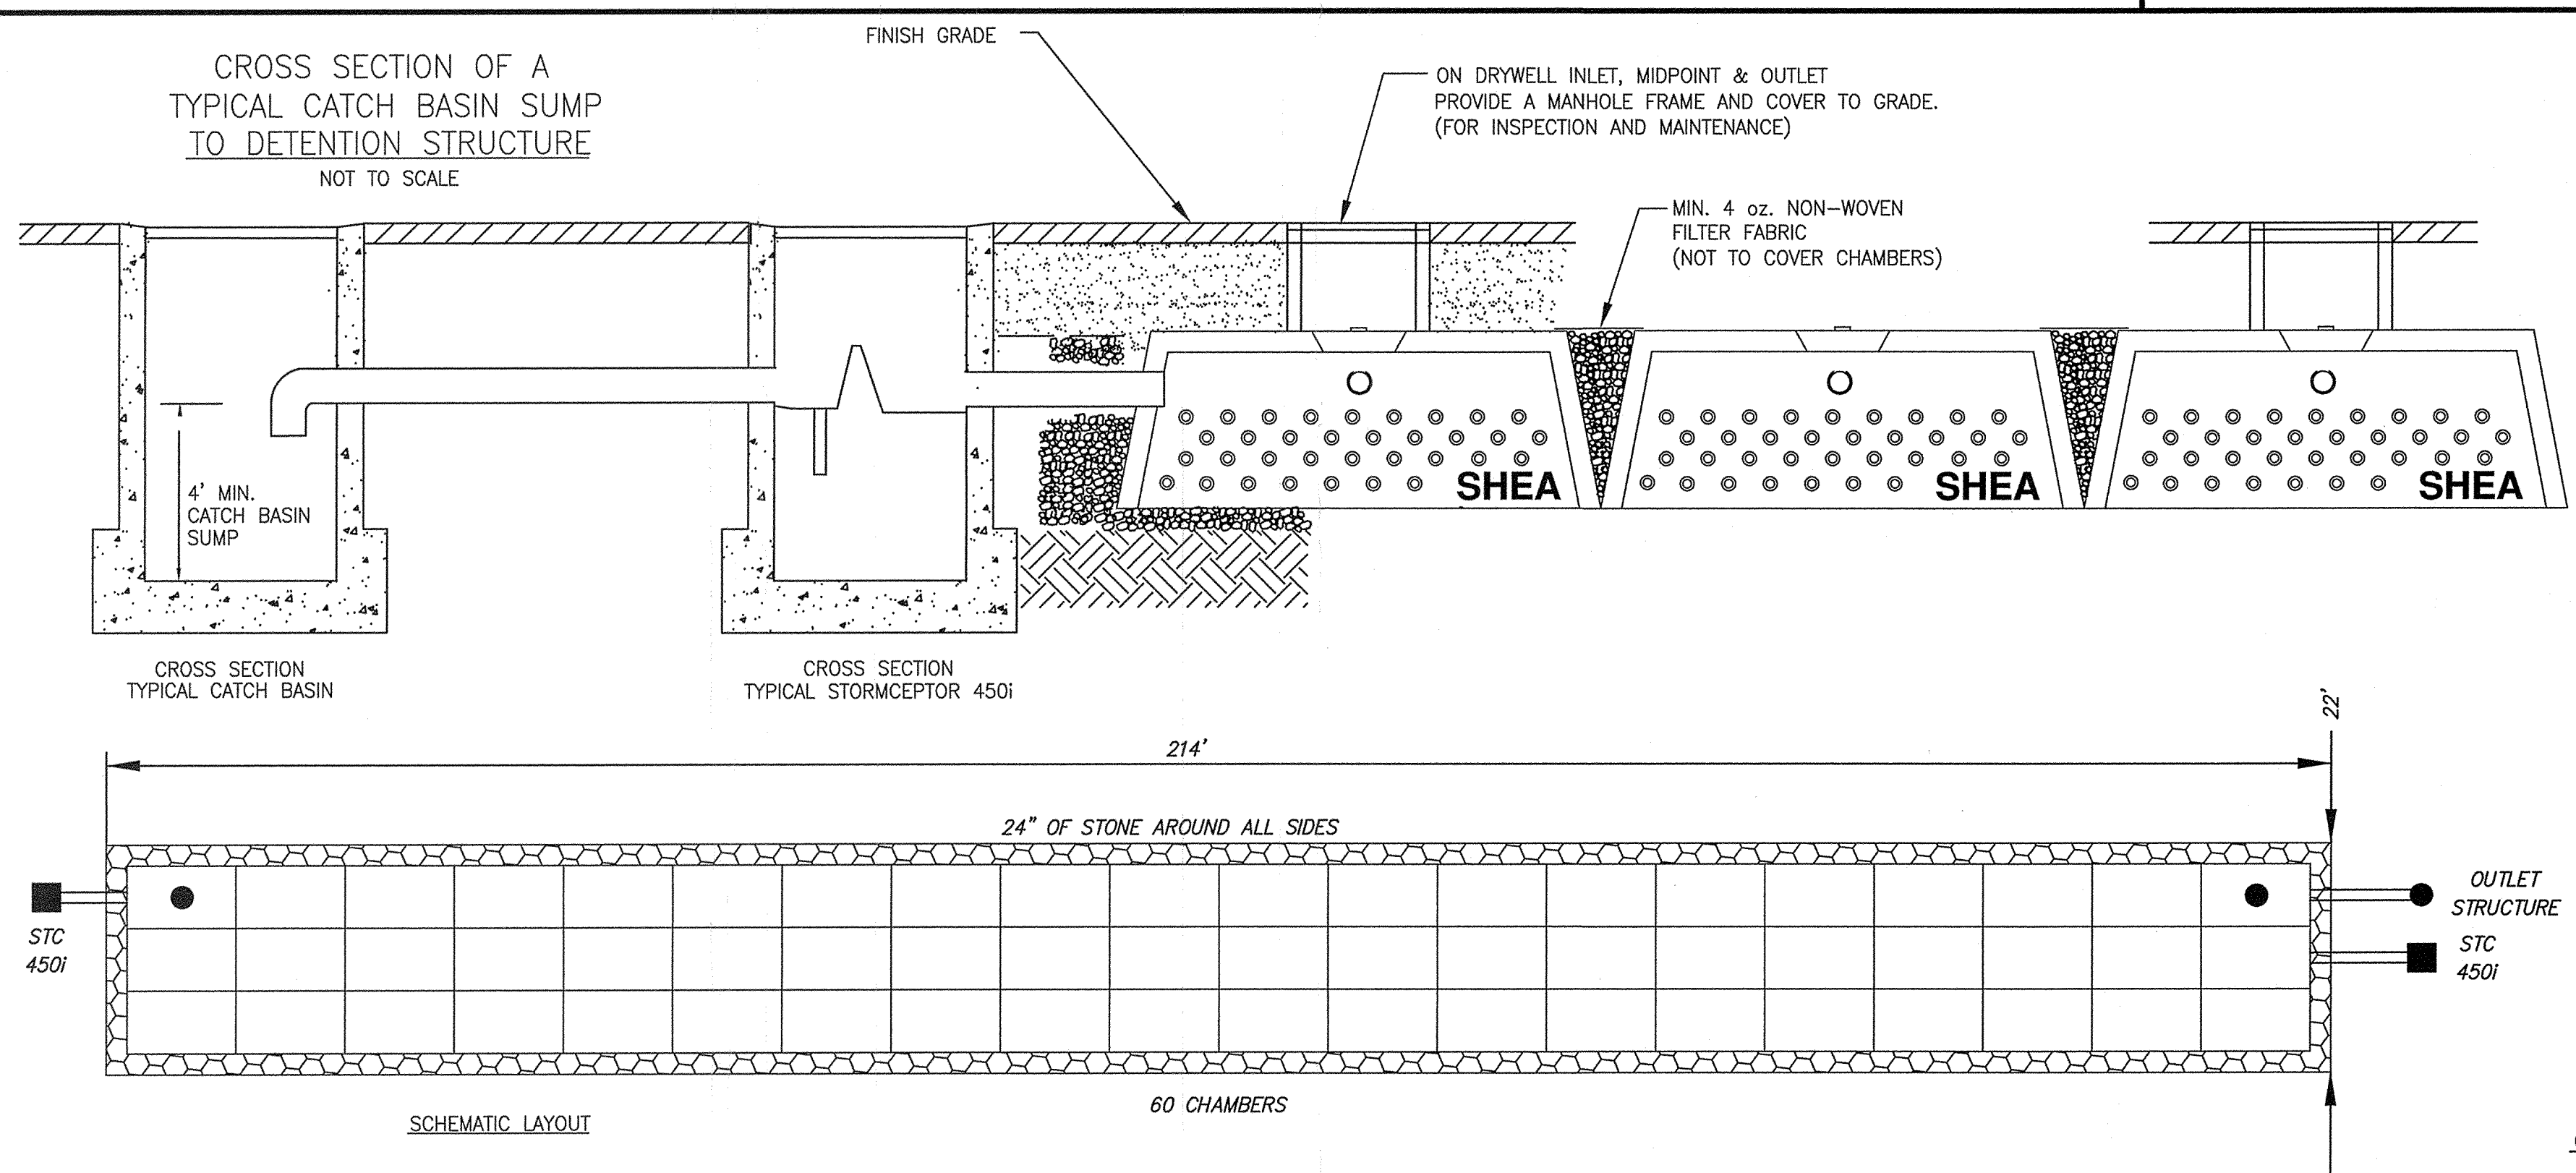 CROSS SECTION OF A
TYPICAL CATCH BASIN SUMP
TO DETENTION STRUCTURE
NOT TO SCALE
FINISH GRADE
ON DRYWELL INLET, MIDPOINT & OUTLET
PROVIDE A MANHOLE FRAME AND COVER TO GRADE.
(FOR INSPECTION AND MAINTENANCE)
MIN. 4 oz. NON-WOVEN
FILTER FABRIC
(NOT TO COVER CHAMBERS)
4' MIN.
CATCH BASIN
SUMP
SHEA
SHEA
SHEA
CROSS SECTION
TYPICAL CATCH BASIN
CROSS SECTION
TYPICAL STORMCEPTOR 450i
214'
22'
24" OF STONE AROUND ALL SIDES
STC
450i
OUTLET
STRUCTURE
STC
450i
60 CHAMBERS
SCHEMATIC LAYOUT